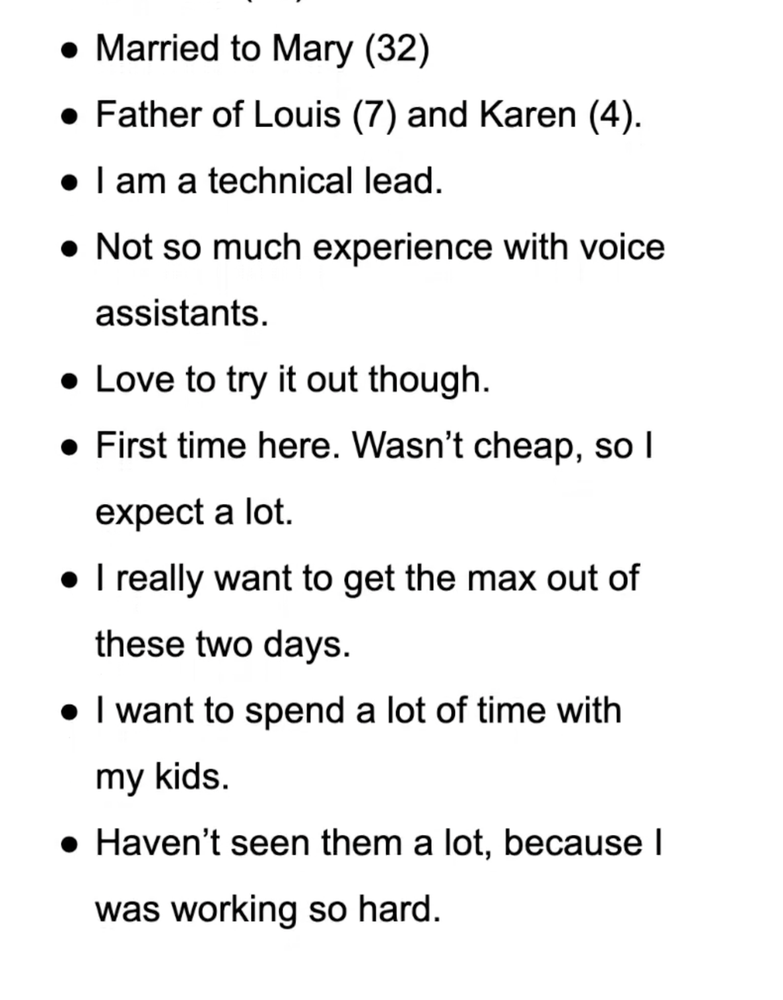 ● Married to Mary (32)
● Father of Louis (7) and Karen (4).
● I am a technical lead.
● Not so much experience with voice
assistants.
● Love to try it out though.
● First time here. Wasn’t cheap, so I
expect a lot.
● I really want to get the max out of
these two days.
● I want to spend a lot of time with
my kids.
● Haven’t seen them a lot, because I
was working so hard.